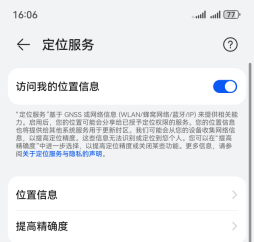 16:06
77
定位服务
访问我的位置信息
“定位服务”基于 GNSS 或网络信息 (WLAN/蜂窝网络/蓝牙/IP) 来提供相关能
力。启用后，您的位置可能会分享给已授予定位权限的服务。您的位置信息
也将提供给其他系统服务用于更新时区。我们可能会从您的设备收集网络信
息，以提高定位精度。这些信息无法识别或定位到您个人。您可以在“提高
精确度”中进一步选择，以提高定位精度或关闭某些功能。更多信息，请参
阅关于定位服务与隐私的声明。
位置信息
提高精确度